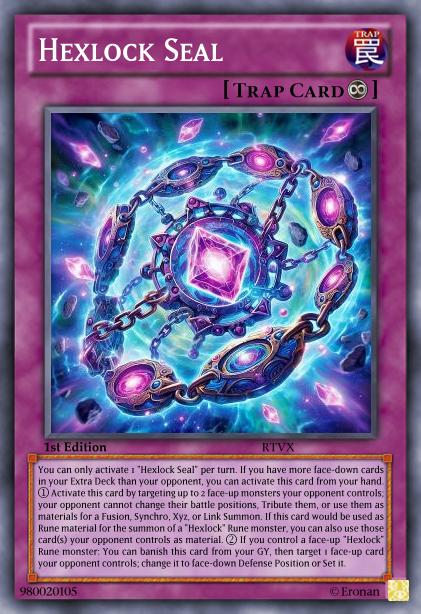 Hexlock Seal
TRAP
罠
[ Trap Card ]
1st Edition RTVX
You can only activate 1 "Hexlock Seal" per turn. If you have more face-down cards
in your Extra Deck than your opponent, you can activate this card from your hand.
① Activate this card by targeting up to 2 face-up monsters your opponent controls;
your opponent cannot change their battle positions, Tribute them, or use them as
materials for a Fusion, Synchro, Xyz, or Link Summon. If this card would be used as
Rune material for the summon of a "Hexlock" Rune monster, you can also use those
card(s) your opponent controls as material. ② If you control a face-up "Hexlock"
Rune monster: You can banish this card from your GY, then target 1 face-up card
your opponent controls; change it to face-down Defense Position or Set it.
980020105 © Eronan